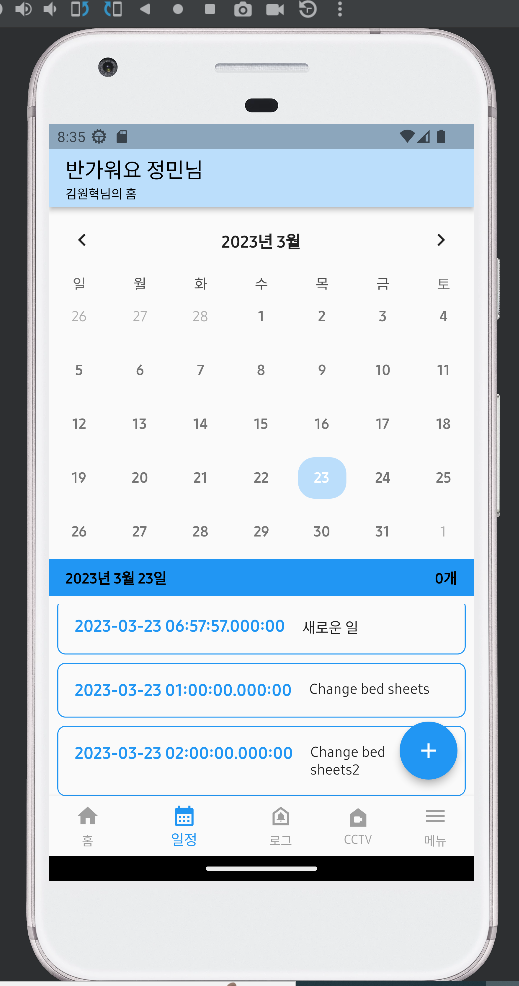 8:35
반가워요 정민님
김원혁님의 홈
2023년 3월
일 월 화 수 목 금 토
26 27 28 1 2 3 4
5 6 7 8 9 10 11
12 13 14 15 16 17 18
19 20 21 22 23 24 25
26 27 28 29 30 31 1
2023년 3월 23일 0개
2023-03-23 06:57:57.000:00 새로운 일
2023-03-23 01:00:00.000:00 Change bed sheets
2023-03-23 02:00:00.000:00 Change bed
sheets2
+
홈 일정 로그 CCTV 메뉴